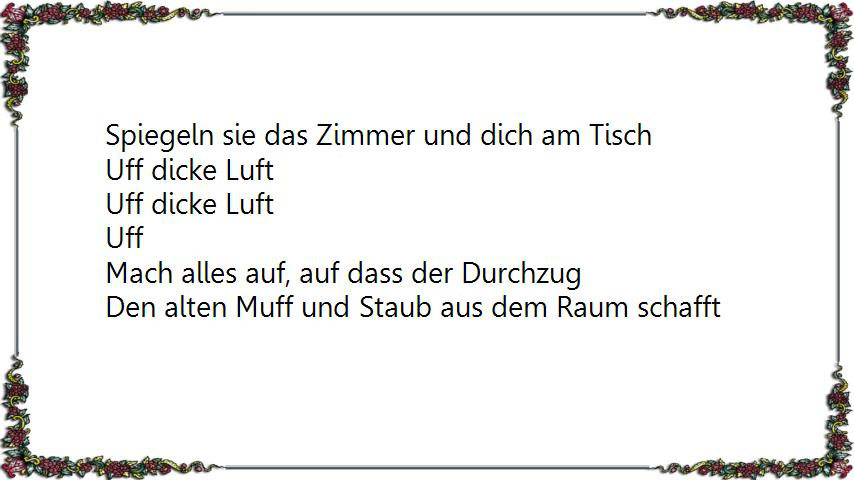 Spiegeln sie das Zimmer und dich am Tisch
Uff dicke Luft
Uff dicke Luft
Uff
Mach alles auf, auf dass der Durchzug
Den alten Muff und Staub aus dem Raum schafft